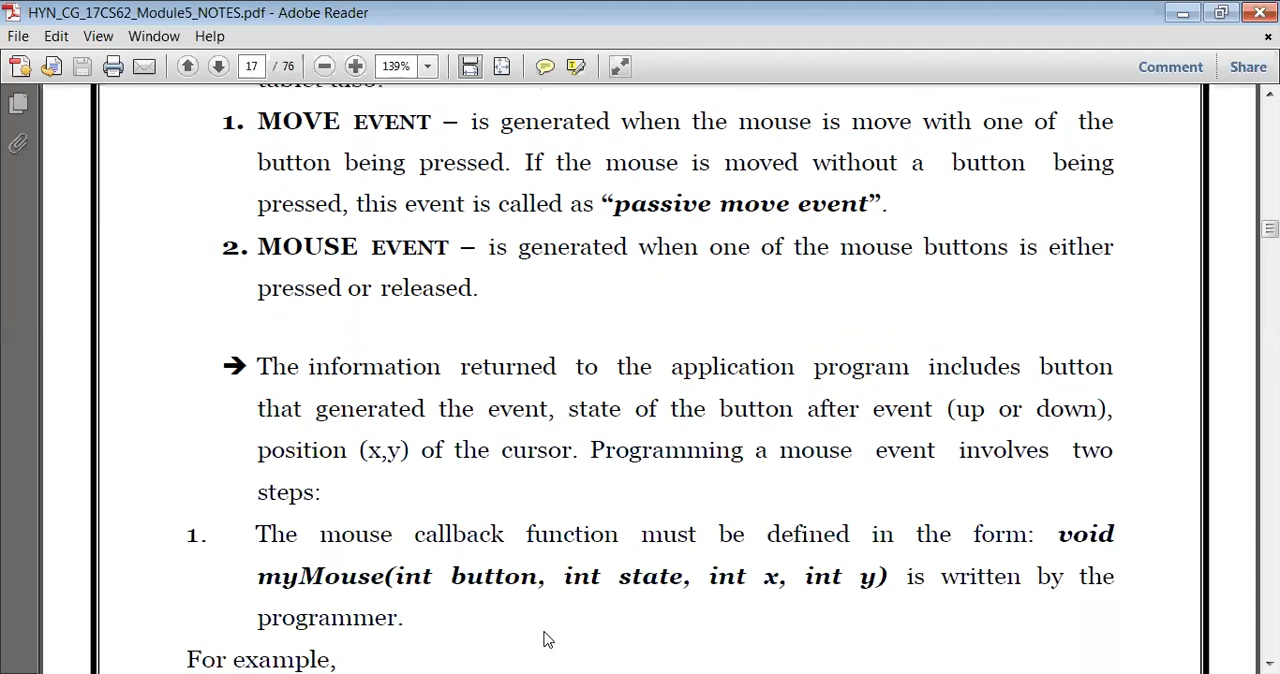 HYN_CG_17CS62_Module5_NOTES.pdf - Adobe Reader
File Edit View Window Help
17 / 76 139% Comment Share
tablet also.
1. MOVE EVENT – is generated when the mouse is move with one of the
button being pressed. If the mouse is moved without a button being
pressed, this event is called as “passive move event”.
2. MOUSE EVENT – is generated when one of the mouse buttons is either
pressed or released.
➔ The information returned to the application program includes button
that generated the event, state of the button after event (up or down),
position (x,y) of the cursor. Programming a mouse event involves two
steps:
1. The mouse callback function must be defined in the form: void
myMouse(int button, int state, int x, int y) is written by the
programmer.
For example,